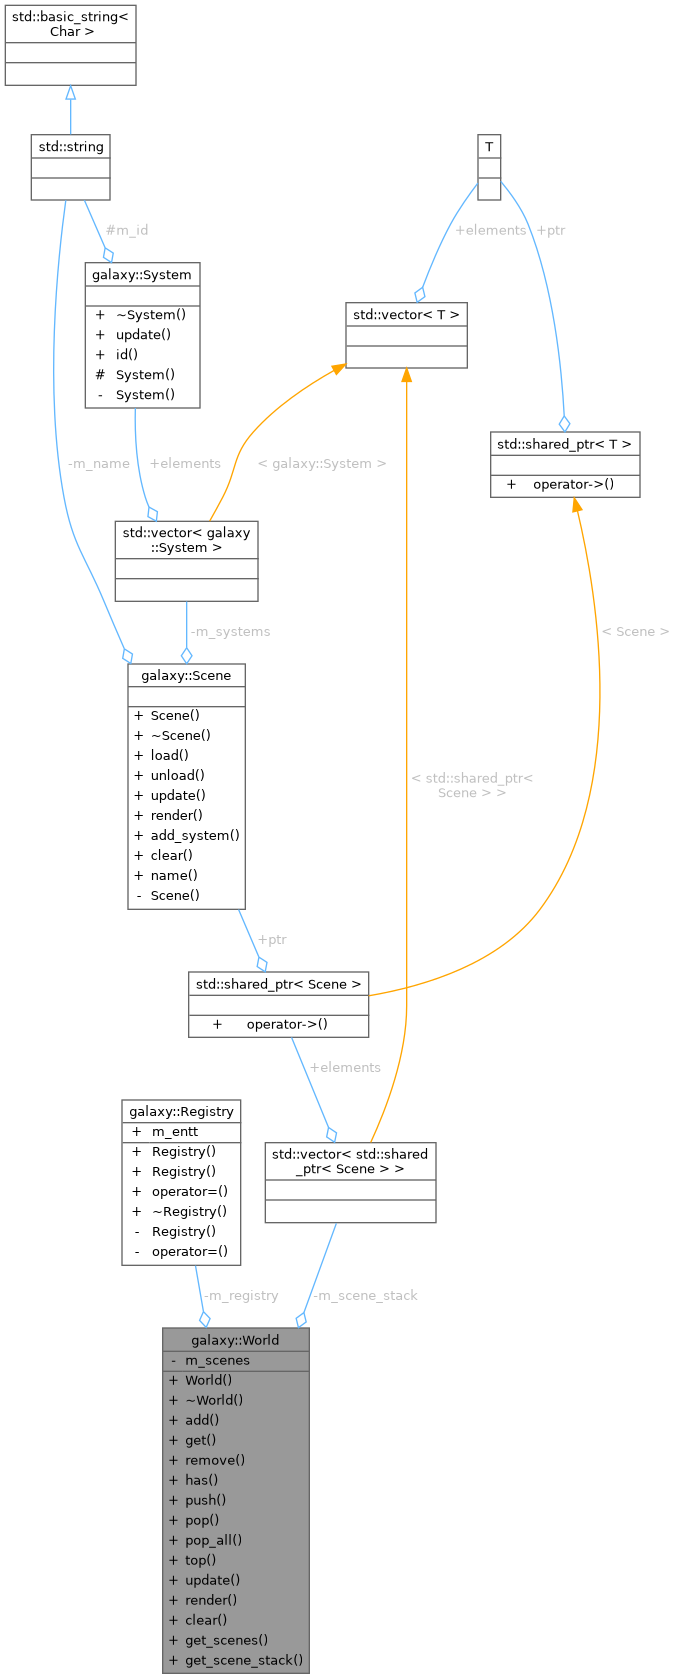 std::basic_string<
Char >
std::string
T
#m_id
+elements
+ptr
galaxy::System
+ ~System()
+ update()
+ id()
# System()
- System()
std::vector< T >
std::shared_ptr< T >
+ operator->()
-m_name
+elements
< galaxy::System >
std::vector< galaxy
::System >
-m_systems
< Scene >
galaxy::Scene
+ Scene()
+ ~Scene()
+ load()
+ unload()
+ update()
+ render()
+ add_system()
+ clear()
+ name()
- Scene()
< std::shared_ptr<
Scene > >
+ptr
std::shared_ptr< Scene >
+ operator->()
+elements
galaxy::Registry
+ m_entt
+ Registry()
+ Registry()
+ operator=()
+ ~Registry()
- Registry()
- operator=()
std::vector< std::shared
_ptr< Scene > >
-m_registry
-m_scene_stack
galaxy::World
- m_scenes
+ World()
+ ~World()
+ add()
+ get()
+ remove()
+ has()
+ push()
+ pop()
+ pop_all()
+ top()
+ update()
+ render()
+ clear()
+ get_scenes()
+ get_scene_stack()